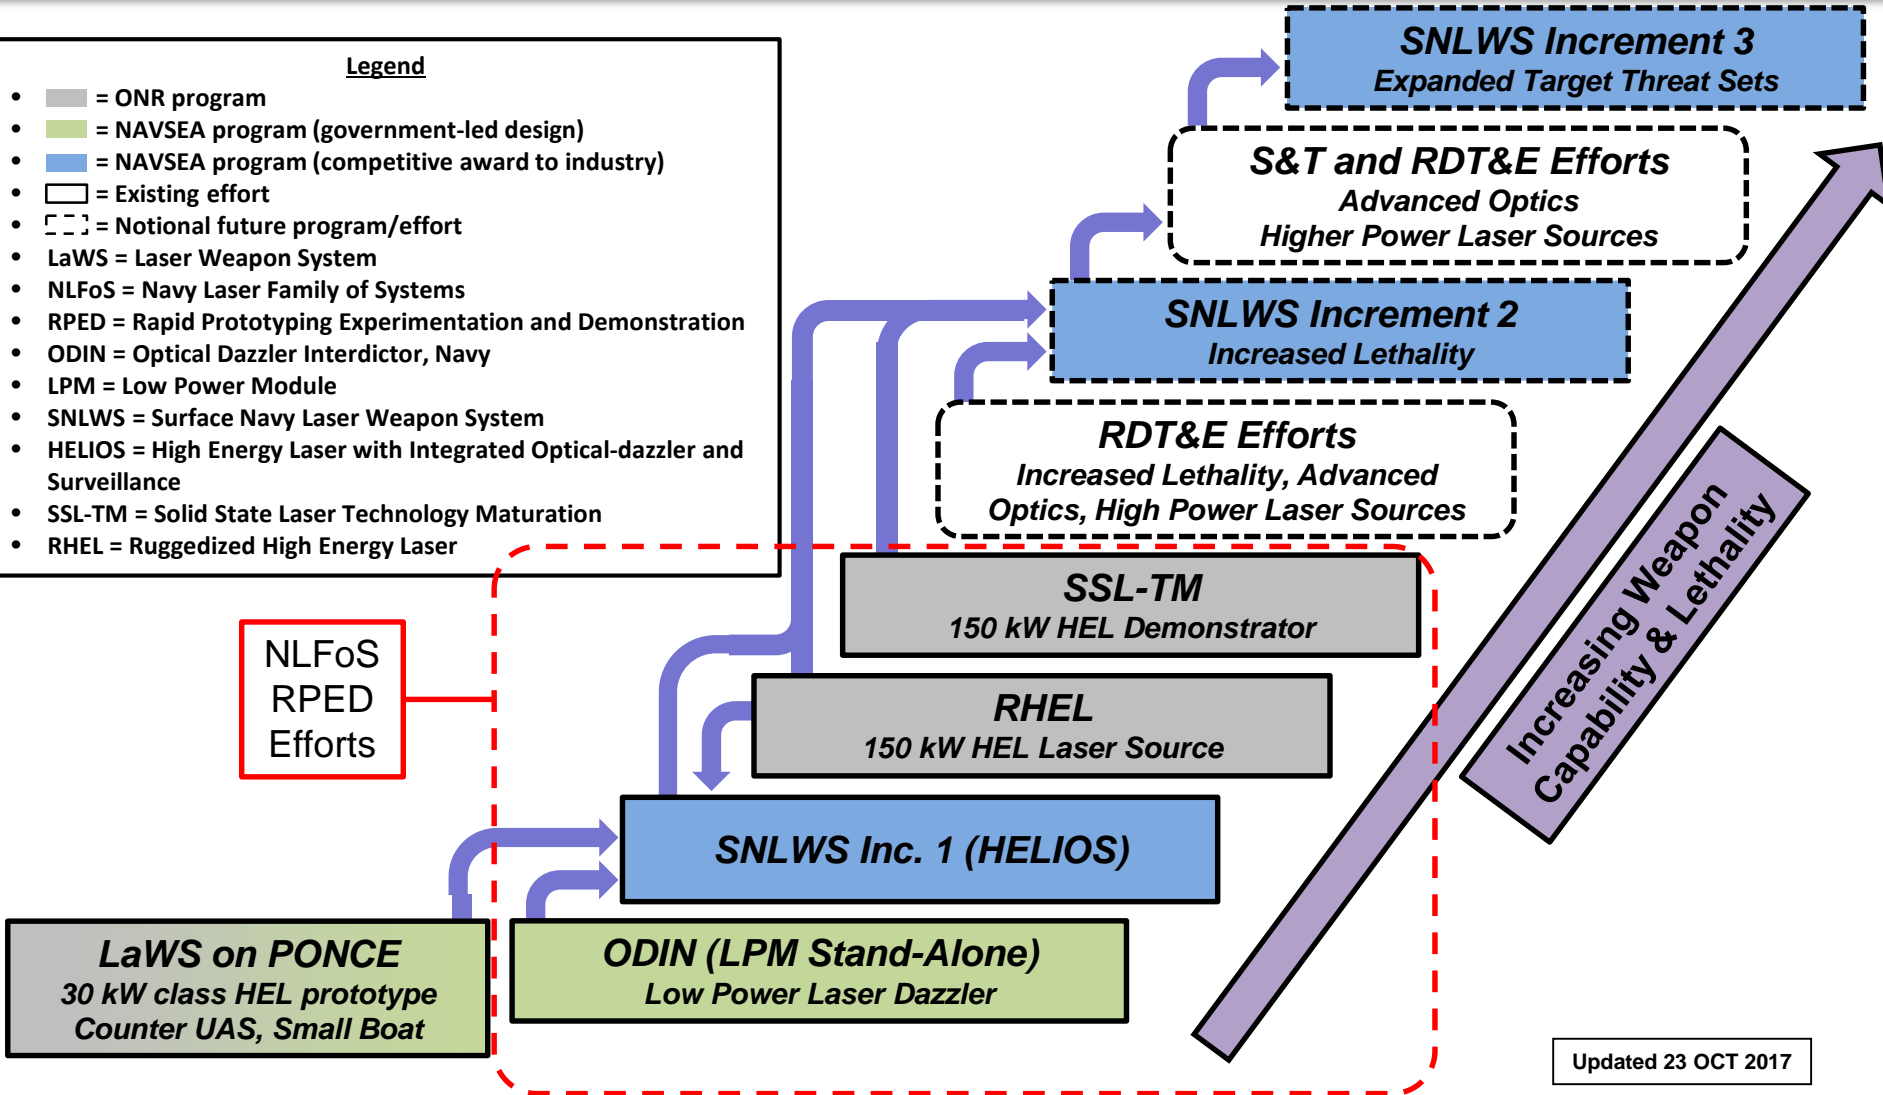 Legend
• = ONR program
• = NAVSEA program (government-led design)
• = NAVSEA program (competitive award to industry)
• = Existing effort
• = Notional future program/effort
• LaWS = Laser Weapon System
• NLFoS = Navy Laser Family of Systems
• RPED = Rapid Prototyping Experimentation and Demonstration
• ODIN = Optical Dazzler Interdictor, Navy
• LPM = Low Power Module
• SNLWS = Surface Navy Laser Weapon System
• HELIOS = High Energy Laser with Integrated Optical-dazzler and
Surveillance
• SSL-TM = Solid State Laser Technology Maturation
• RHEL = Ruggedized High Energy Laser
SNLWS Increment 3
Expanded Target Threat Sets
S&T and RDT&E Efforts
Advanced Optics
Higher Power Laser Sources
SNLWS Increment 2
Increased Lethality
RDT&E Efforts
Increased Lethality, Advanced
Optics, High Power Laser Sources
SSL-TM
150 kW HEL Demonstrator
NLFoS
RPED
Efforts
RHEL
150 kW HEL Laser Source
SNLWS Inc. 1 (HELIOS)
LaWS on PONCE
30 kW class HEL prototype
Counter UAS, Small Boat
ODIN (LPM Stand-Alone)
Low Power Laser Dazzler
Increasing Weapon
Capability & Lethality
Updated 23 OCT 2017